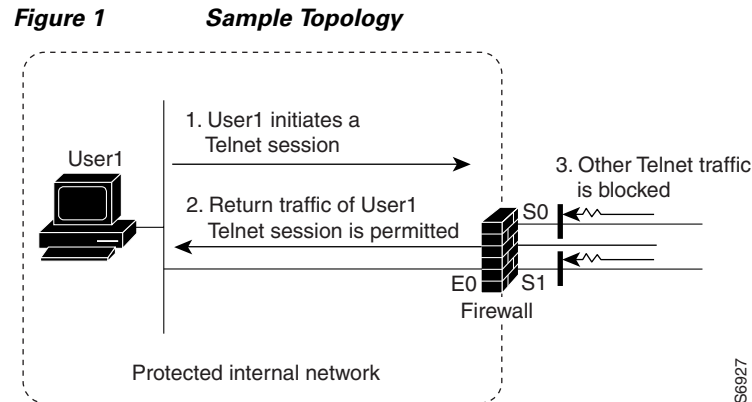 Figure 1 Sample Topology
1. User1 initiates a
Telnet session
User1
3. Other Telnet traffic
is blocked
2. Return traffic of User1
Telnet session is permitted
S0
E0
S1
Firewall
Protected internal network
S6927